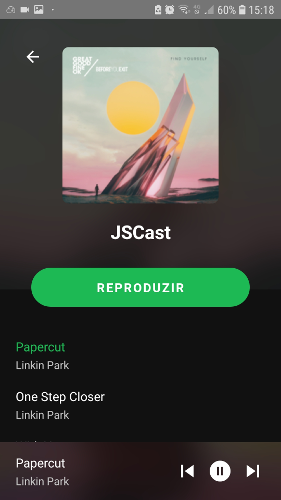 60% 15:18
GREAT
GOOD
FINE
OK
BEFORE YOU EXIT
FIND YOURSELF
JSCast
REPRODUZIR
Papercut
Linkin Park
One Step Closer
Linkin Park
Papercut
Linkin Park